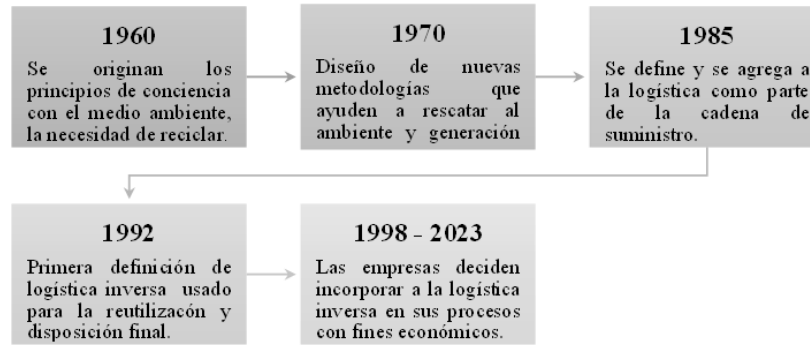 1960
Se originan los
principios de conciencia
con el medio ambiente,
la necesidad de reciclar.
1970
Diseño de nuevas
metodologías que
ayuden a rescatar al
ambiente y generación
1985
Se define y se agrega a
la logística como parte
de la cadena de
suministro.
1992
Primera definición de
logística inversa usado
para la reutilizacón y
disposición final.
1998 - 2023
Las empresas deciden
incorporar a la logística
inversa en sus procesos
con fines económicos.